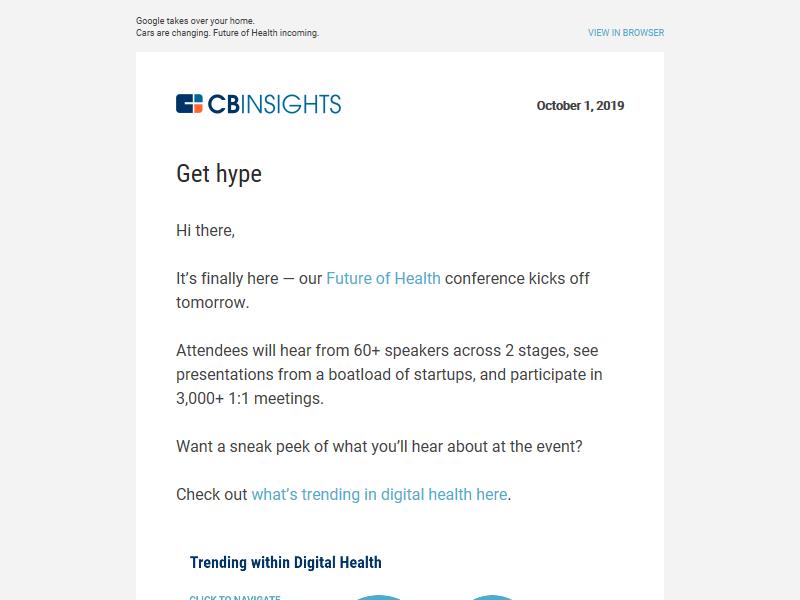 Google takes over your home.
Cars are changing. Future of Health incoming.
VIEW IN BROWSER
CBINSIGHTS
October 1, 2019
Get hype
Hi there,
It's finally here — our Future of Health conference kicks off
tomorrow.
Attendees will hear from 60+ speakers across 2 stages, see
presentations from a boatload of startups, and participate in
3,000+ 1:1 meetings.
Want a sneak peek of what you'll hear about at the event?
Check out what's trending in digital health here.
Trending within Digital Health
CLICK TO NAVIGATE